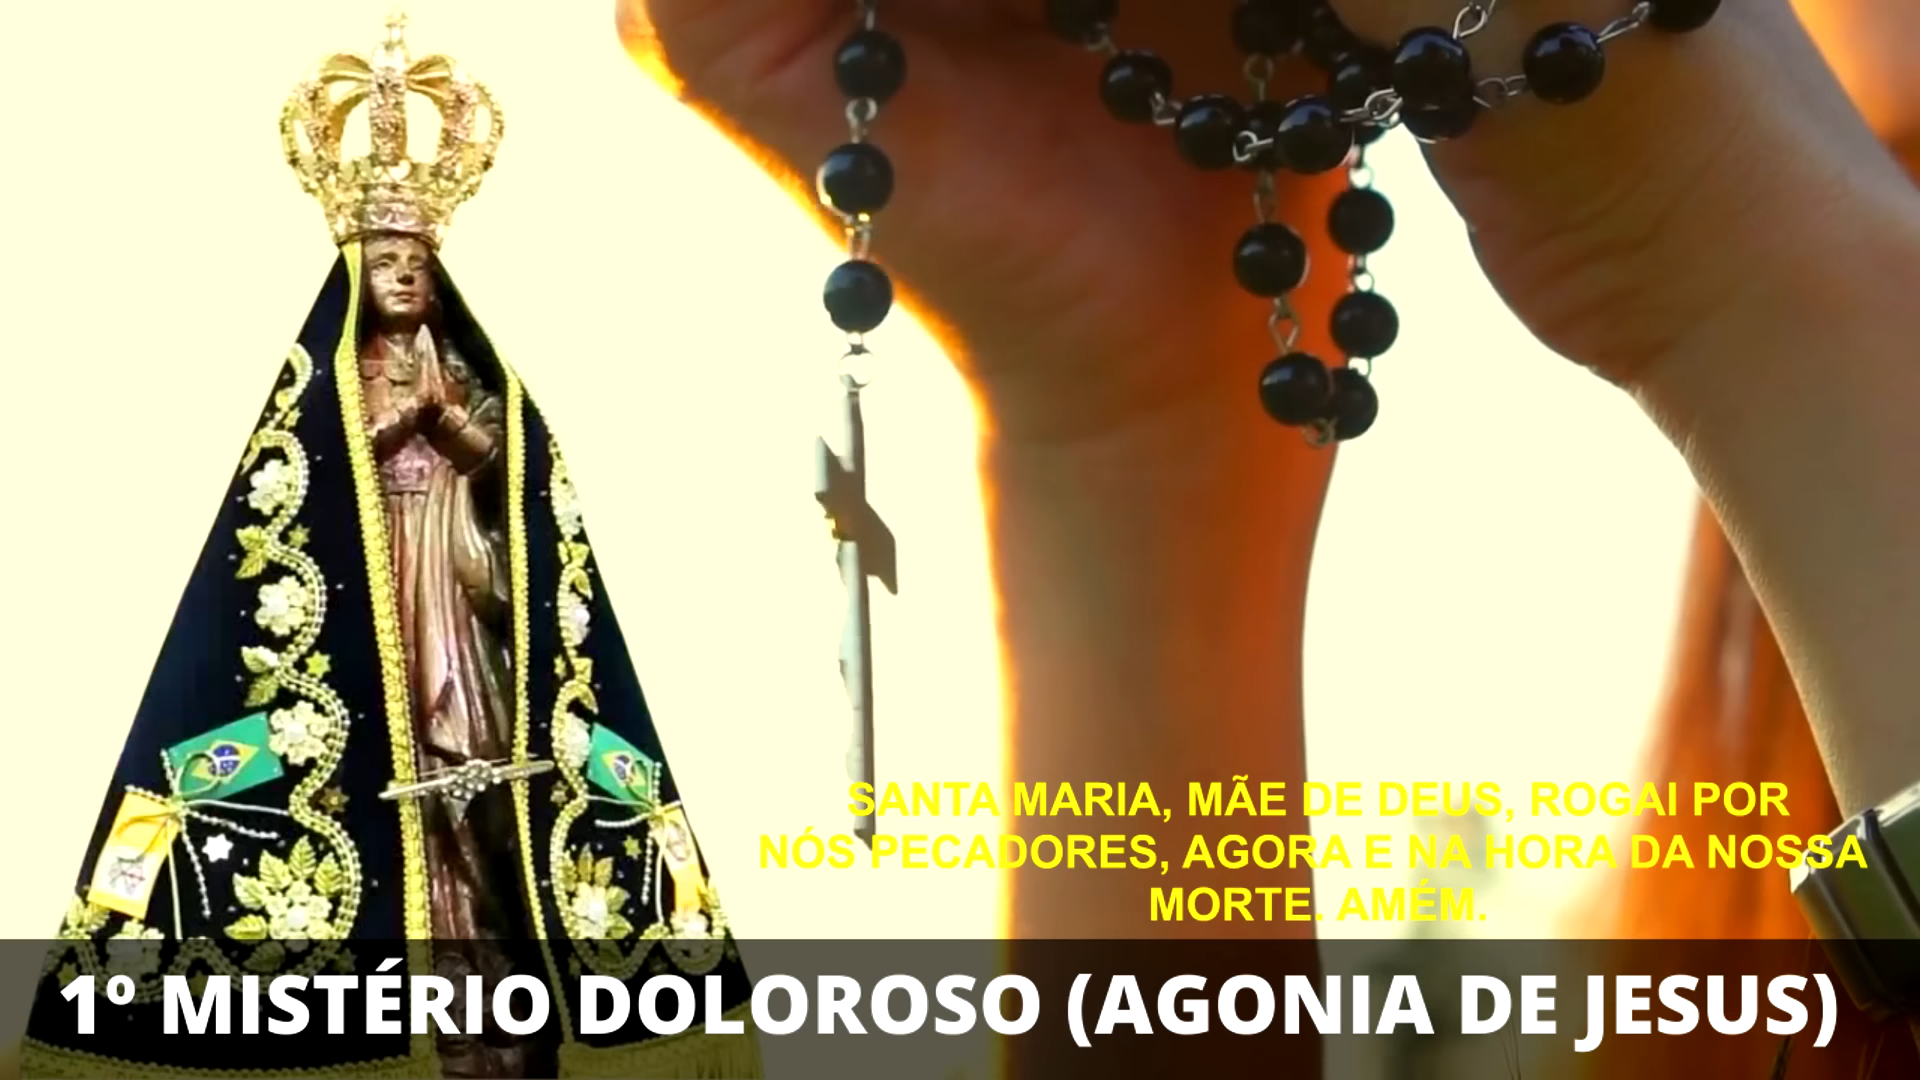 SANTA MARIA, MÃE DE DEUS, ROGAI POR
NÓS PECADORES, AGORA E NA HORA DA NOSSA
MORTE. AMÉM.
1º MISTÉRIO DOLOROSO (AGONIA DE JESUS)